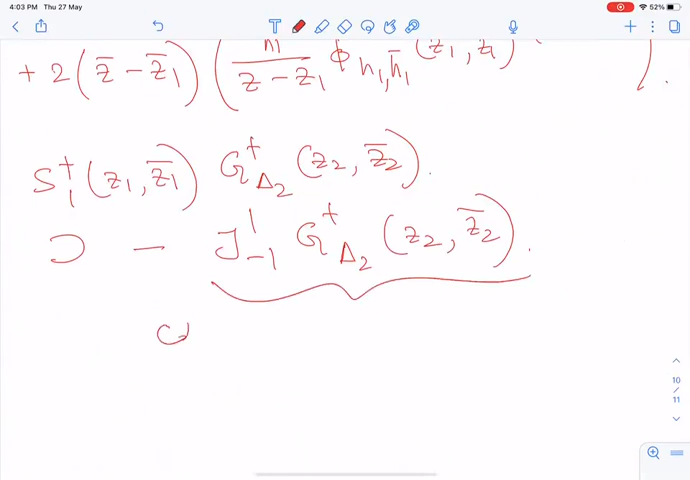 4:03 PM Thu 27 May
52%
+ 2(z̄ − z̄₁)( h₁/(z − z₁) ϕ_{h₁,h̄₁}(z₁, z̄₁) ) .
S₁⁺(z₁, z̄₁) G⁺_{Δ₂}(z₂, z̄₂).
⊃ − J¹₋₁ G⁺_{Δ₂}(z₂, z̄₂).
10
11